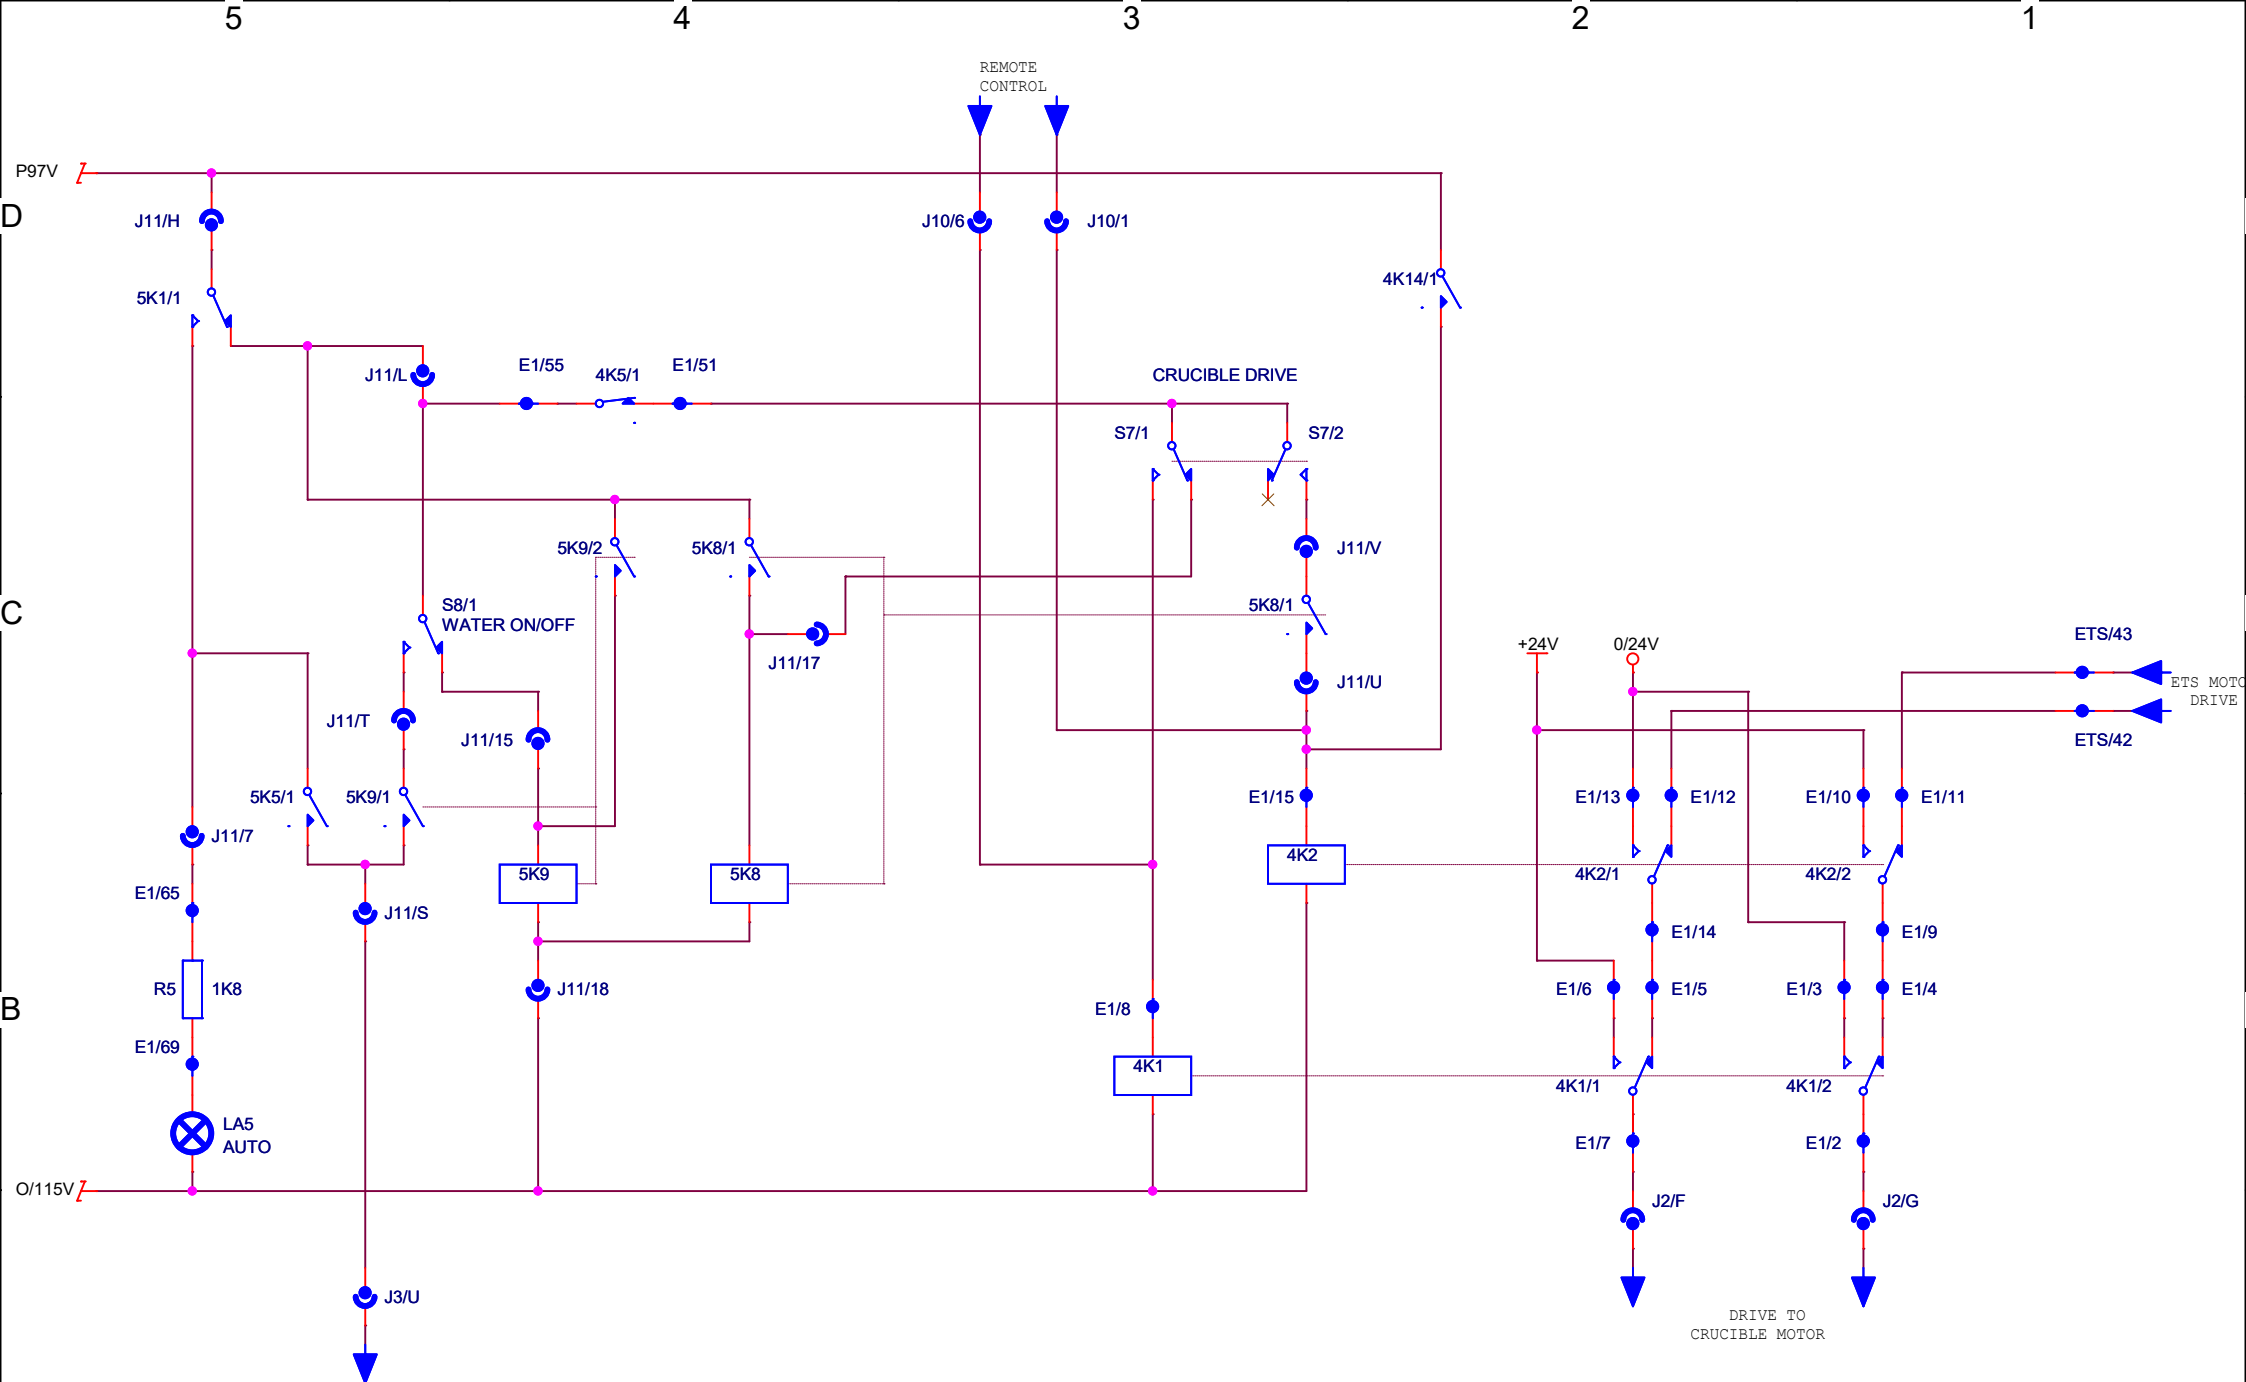 5 4 3 2 1
REMOTE
CONTROL
P97V
D
J11/H
J10/6
J10/1
4K14/1
5K1/1
E1/55
4K5/1
E1/51
J11/L
CRUCIBLE DRIVE
S7/1
S7/2
5K9/2
5K8/1
J11/V
C
S8/1
WATER ON/OFF
5K8/1
J11/17
+24V
0/24V
ETS/43
J11/U
ETS MOTO
DRIVE
J11/T
J11/15
ETS/42
5K5/1
5K9/1
E1/15
E1/13
E1/12
E1/10
E1/11
J11/7
4K2
5K9
5K8
4K2/1
4K2/2
E1/65
J11/S
E1/14
E1/9
B
R5
1K8
J11/18
E1/8
E1/6
E1/5
E1/3
E1/4
E1/69
4K1
4K1/1
4K1/2
LA5
AUTO
E1/7
E1/2
O/115V
J2/F
J2/G
J3/U
DRIVE TO
CRUCIBLE MOTOR